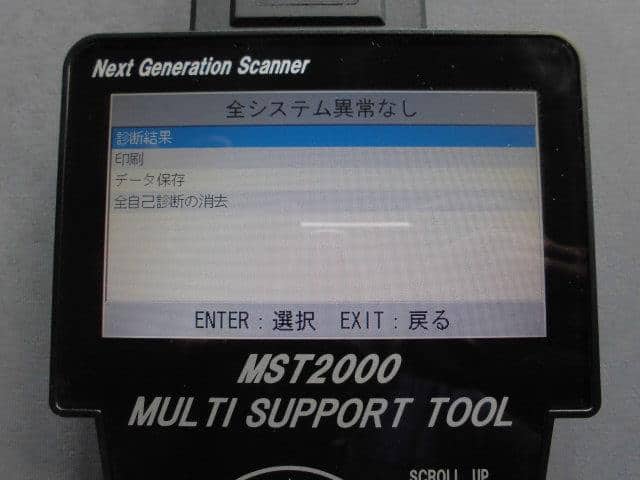 Next Generation Scanner
全システム異常なし
診断結果
印刷
データ保存
全自己診断の消去
ENTER：選択　EXIT：戻る
MST2000
MULTI SUPPORT TOOL
SCROLL UP